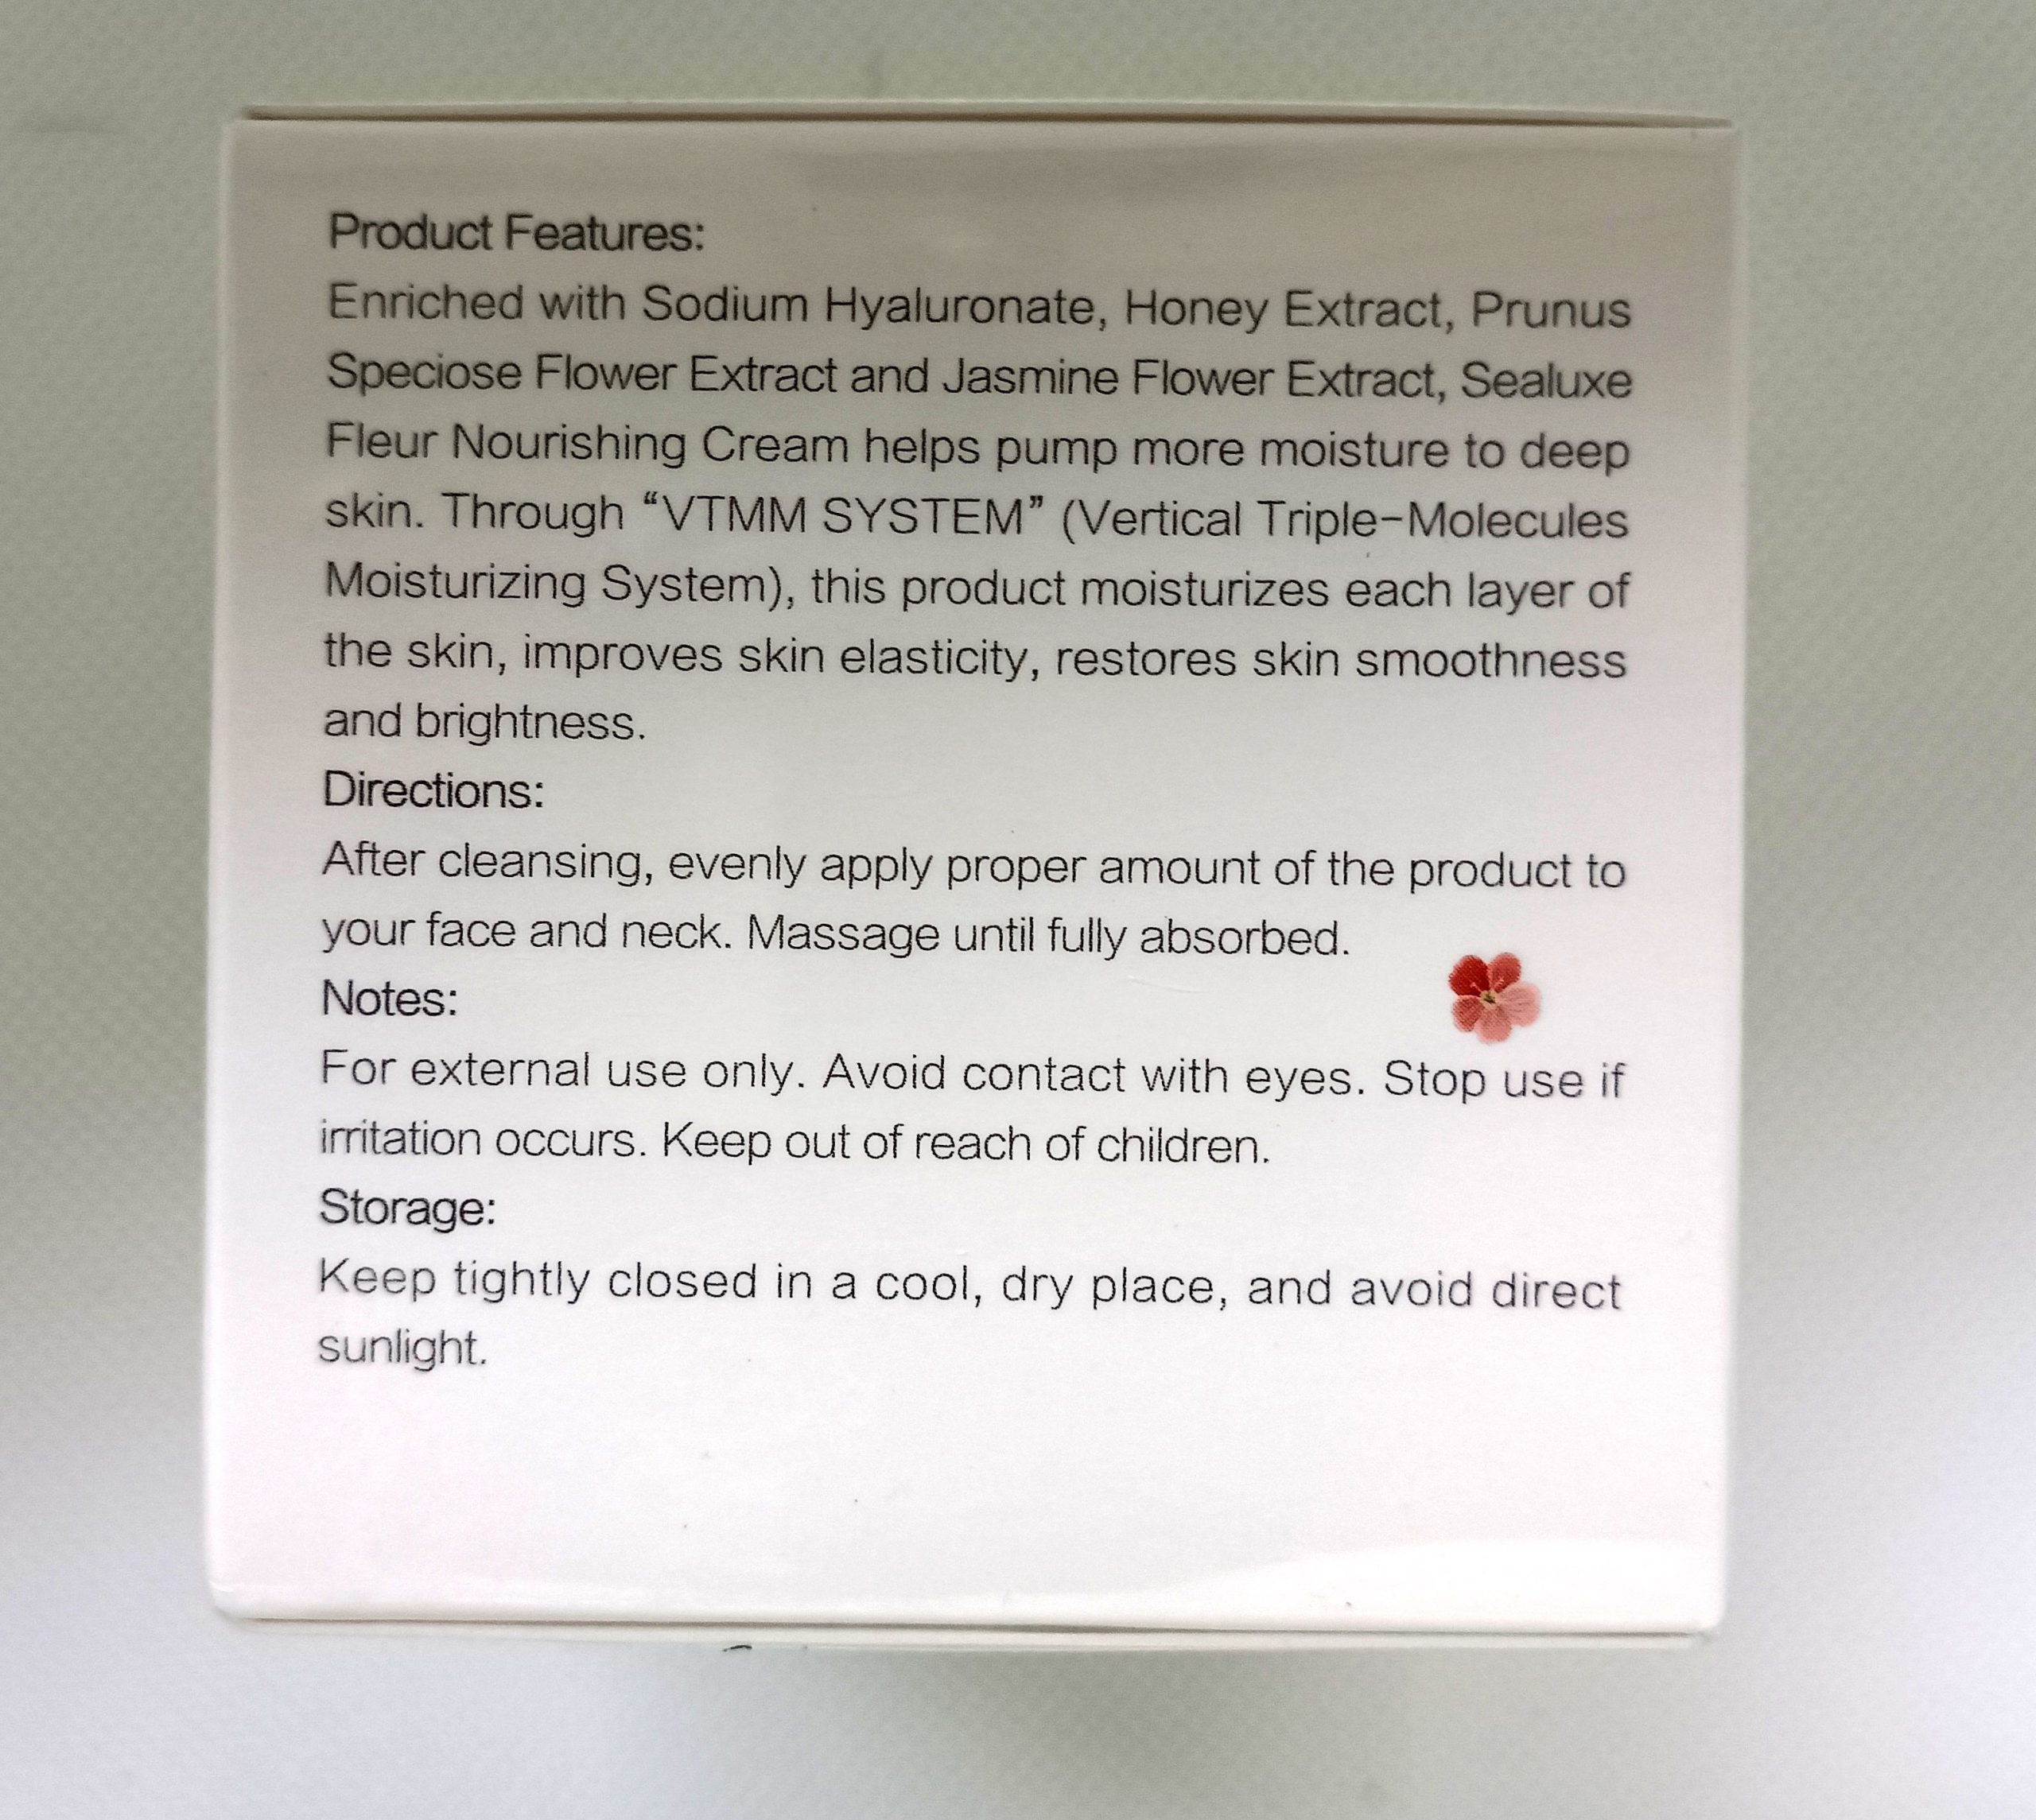 Product Features:
Enriched with Sodium Hyaluronate, Honey Extract, Prunus
Speciose Flower Extract and Jasmine Flower Extract, Sealuxe
Fleur Nourishing Cream helps pump more moisture to deep
skin. Through “VTMM SYSTEM” (Vertical Triple-Molecules
Moisturizing System), this product moisturizes each layer of
the skin, improves skin elasticity, restores skin smoothness
and brightness.
Directions:
After cleansing, evenly apply proper amount of the product to
your face and neck. Massage until fully absorbed.
Notes:
For external use only. Avoid contact with eyes. Stop use if
irritation occurs. Keep out of reach of children.
Storage:
Keep tightly closed in a cool, dry place, and avoid direct
sunlight.